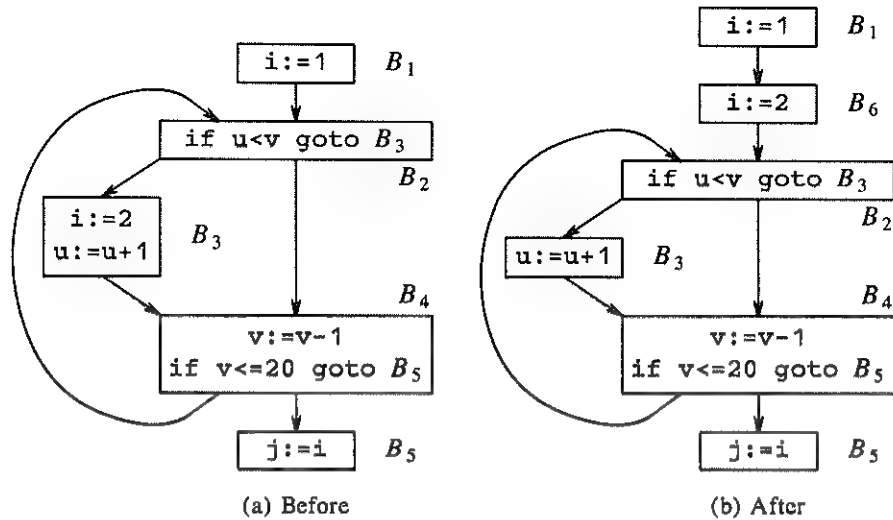 i:=1 B1
if u<v goto B3
B2
i:=2
u:=u+1 B3
B4
v:=v-1
if v<=20 goto B5
j:=i B5
(a) Before
i:=1 B1
i:=2 B6
if u<v goto B3
B2
u:=u+1 B3
B4
v:=v-1
if v<=20 goto B5
j:=i B5
(b) After